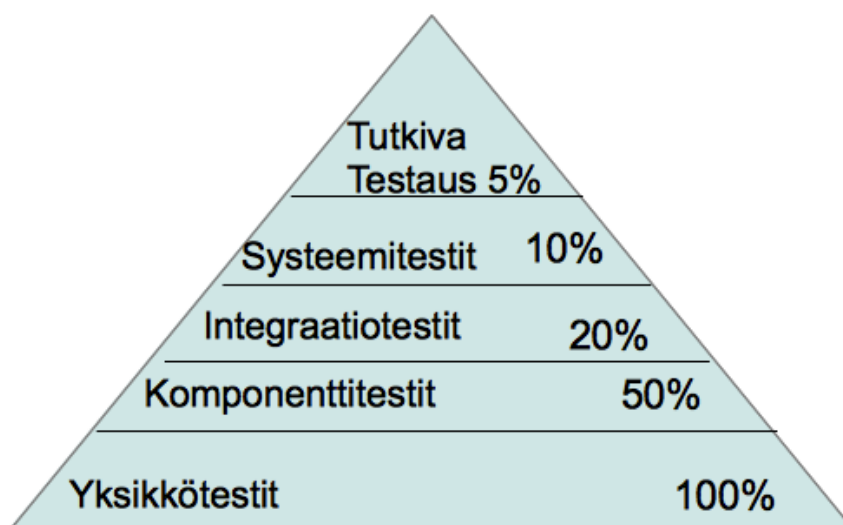 Tutkiva
Testaus 5%
Systeemitestit 10%
Integraatiotestit 20%
Komponenttitestit 50%
Yksikkötestit 100%